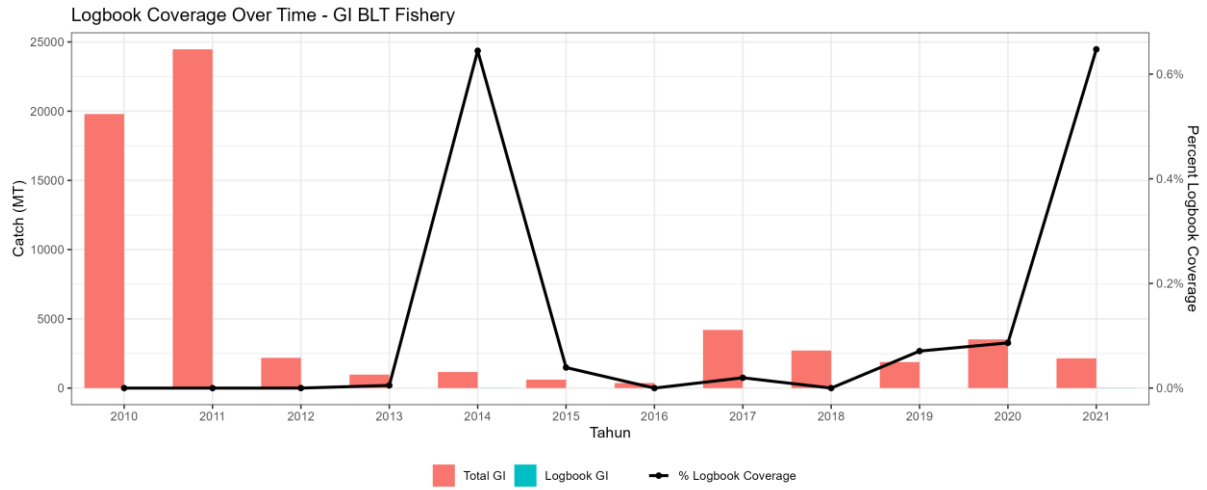 Logbook Coverage Over Time - GI BLT Fishery
Catch (MT)
25000
20000
15000
10000
5000
0
0.6%
0.4%
0.2%
0.0%
Percent Logbook Coverage
2010 2011 2012 2013 2014 2015 2016 2017 2018 2019 2020 2021
Tahun
Total GI Logbook GI % Logbook Coverage